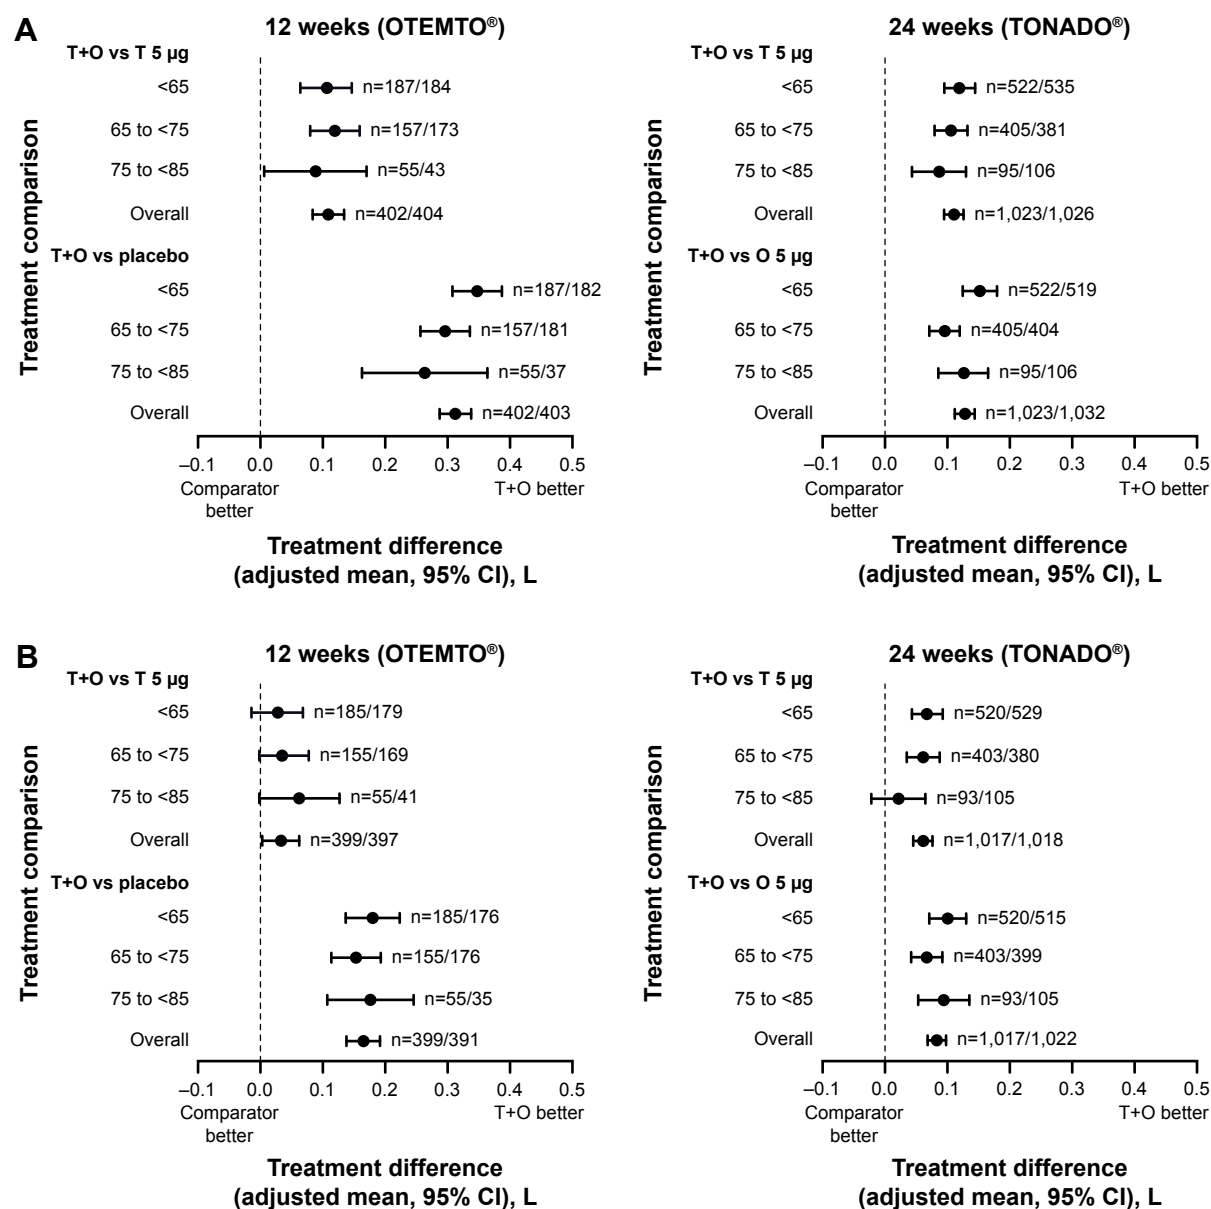 A
12 weeks (OTEMTO®)
T+O vs T 5 µg
<65
n=187/184
65 to <75
n=157/173
75 to <85
n=55/43
Overall
n=402/404
T+O vs placebo
<65
n=187/182
65 to <75
n=157/181
75 to <85
n=55/37
Overall
n=402/403
Treatment comparison
–0.1 0.0 0.1 0.2 0.3 0.4 0.5
Comparator
better
T+O better
Treatment difference
(adjusted mean, 95% CI), L
24 weeks (TONADO®)
T+O vs T 5 µg
<65
n=522/535
65 to <75
n=405/381
75 to <85
n=95/106
Overall
n=1,023/1,026
T+O vs O 5 µg
<65
n=522/519
65 to <75
n=405/404
75 to <85
n=95/106
Overall
n=1,023/1,032
Treatment comparison
–0.1 0.0 0.1 0.2 0.3 0.4 0.5
Comparator
better
T+O better
Treatment difference
(adjusted mean, 95% CI), L
B
12 weeks (OTEMTO®)
T+O vs T 5 µg
<65
n=185/179
65 to <75
n=155/169
75 to <85
n=55/41
Overall
n=399/397
T+O vs placebo
<65
n=185/176
65 to <75
n=155/176
75 to <85
n=55/35
Overall
n=399/391
Treatment comparison
–0.1 0.0 0.1 0.2 0.3 0.4 0.5
Comparator
better
T+O better
Treatment difference
(adjusted mean, 95% CI), L
24 weeks (TONADO®)
T+O vs T 5 µg
<65
n=520/529
65 to <75
n=403/380
75 to <85
n=93/105
Overall
n=1,017/1,018
T+O vs O 5 µg
<65
n=520/515
65 to <75
n=403/399
75 to <85
n=93/105
Overall
n=1,017/1,022
Treatment comparison
–0.1 0.0 0.1 0.2 0.3 0.4 0.5
Comparator
better
T+O better
Treatment difference
(adjusted mean, 95% CI), L